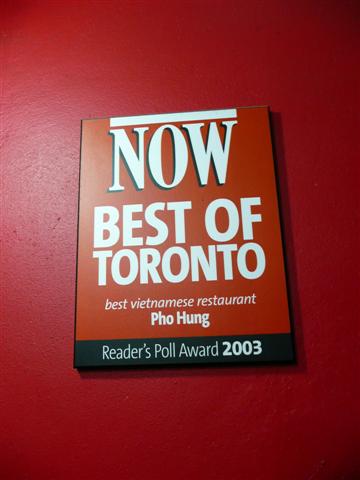 NOW
BEST OF
TORONTO
best vietnamese restaurant
Pho Hung
Reader's Poll Award 2003